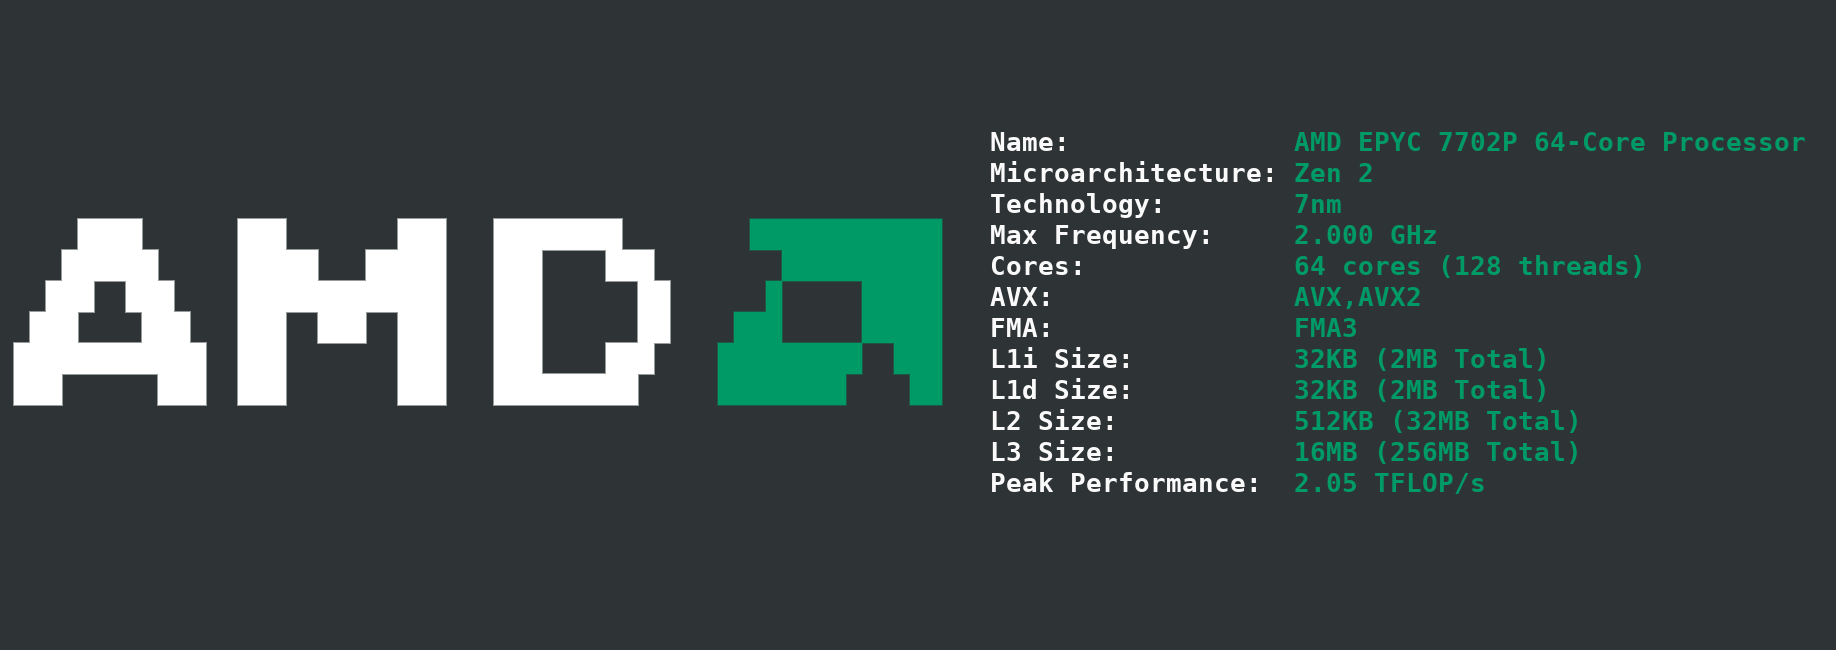 AMD
Name: AMD EPYC 7702P 64-Core Processor
Microarchitecture: Zen 2
Technology: 7nm
Max Frequency: 2.000 GHz
Cores: 64 cores (128 threads)
AVX: AVX,AVX2
FMA: FMA3
L1i Size: 32KB (2MB Total)
L1d Size: 32KB (2MB Total)
L2 Size: 512KB (32MB Total)
L3 Size: 16MB (256MB Total)
Peak Performance: 2.05 TFLOP/s